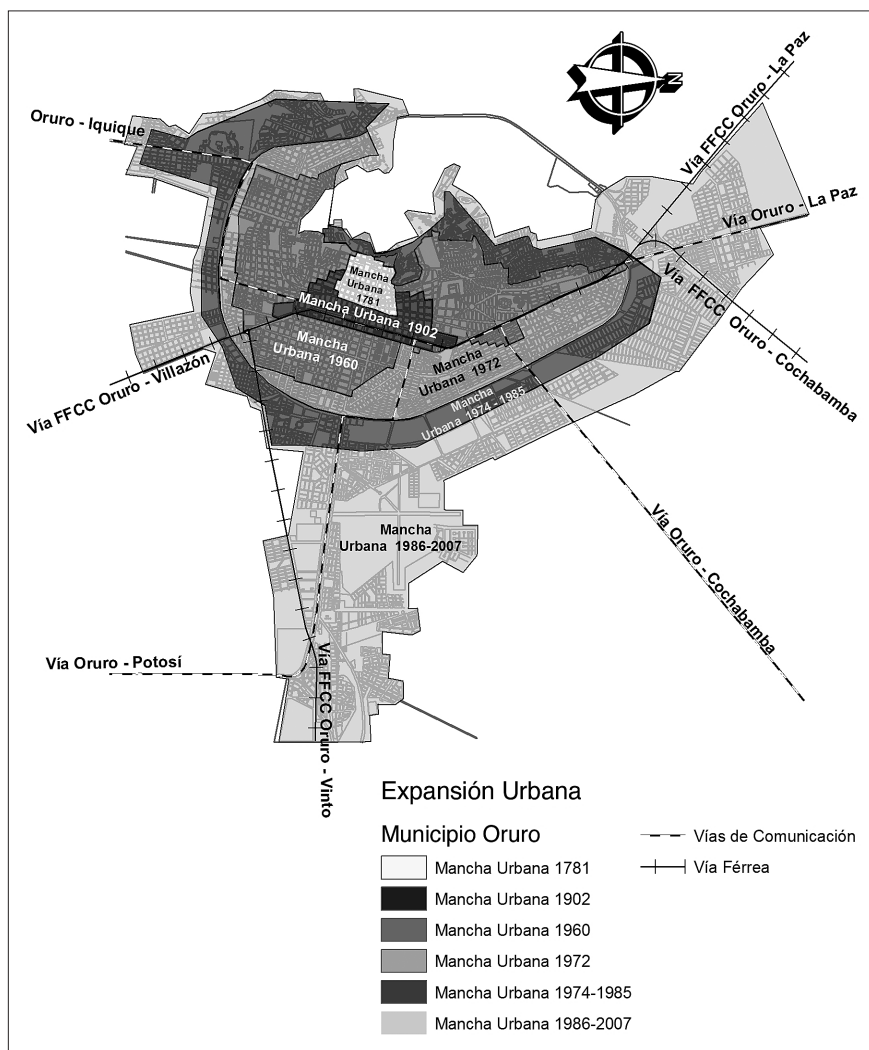 N
Oruro - Iquique
Vía FFCC Oruro - La Paz
Vía Oruro - La Paz
Vía FFCC Oruro - Cochabamba
Mancha
Urbana
1781
Mancha Urbana 1902
Mancha
Urbana 1960
Mancha
Urbana 1972
Mancha
Urbana 1974 - 1985
Vía FFCC Oruro - Villazón
Mancha
Urbana 1986-2007
Vía Oruro - Cochabamba
Vía Oruro - Potosí
Vía FFCC Oruro - Vinto
Expansión Urbana
Municipio Oruro
Mancha Urbana 1781
Mancha Urbana 1902
Mancha Urbana 1960
Mancha Urbana 1972
Mancha Urbana 1974-1985
Mancha Urbana 1986-2007
Vías de Comunicación
Vía Férrea